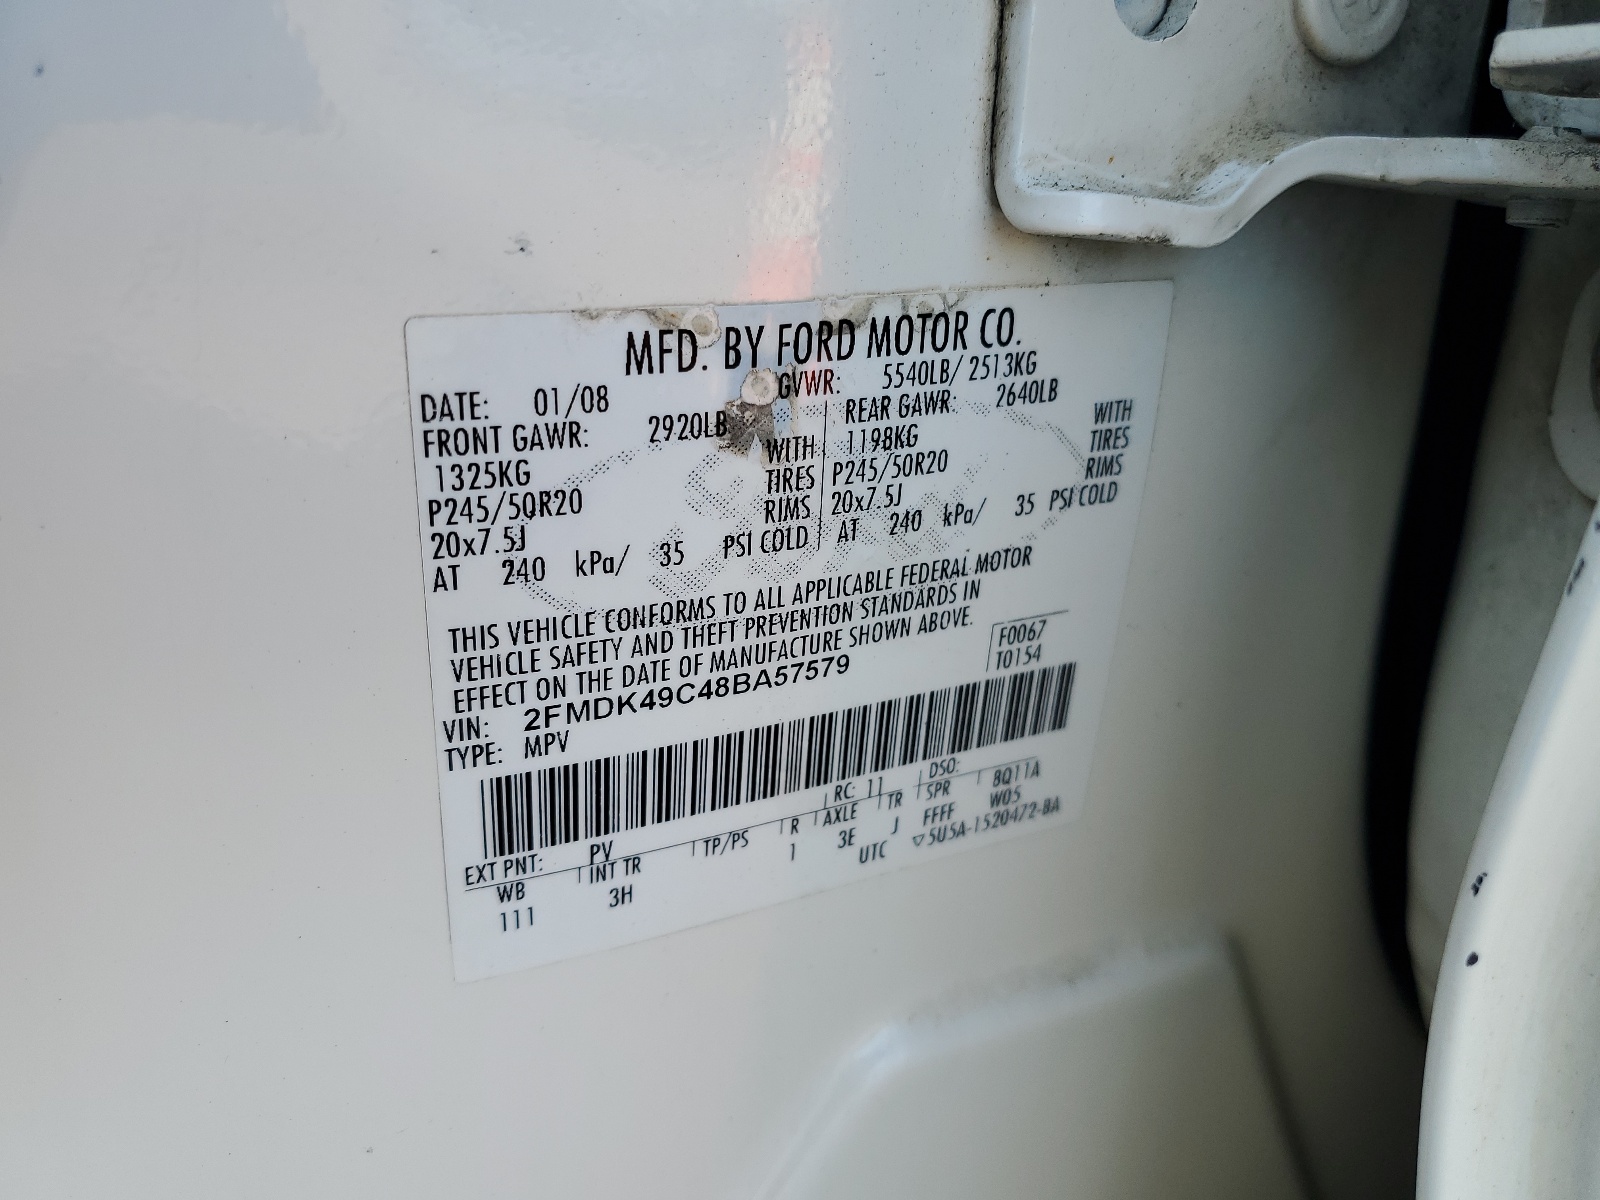 MFD. BY FORD MOTOR CO.
DATE: 01/08 GVWR: 5540LB/ 2513KG
FRONT GAWR: 2920LB REAR GAWR: 2640LB
1325KG WITH 1198KG WITH
P245/50R20 TIRES P245/50R20 TIRES
20x7.5J RIMS 20x7.5J RIMS
AT 240 kPa/ 35 PSI COLD AT 240 kPa/ 35 PSI COLD
THIS VEHICLE CONFORMS TO ALL APPLICABLE FEDERAL MOTOR
VEHICLE SAFETY AND THEFT PREVENTION STANDARDS IN
EFFECT ON THE DATE OF MANUFACTURE SHOWN ABOVE.
F0067
T0154
VIN: 2FMDK49C48BA57579
TYPE: MPV
EXT PNT: PV RC: 11 DSO: 8Q11A
WB INT TR TP/PS R AXLE TR SPR W05
111 3H 1 3E J FFFF
UTC ▽5U5A-1520472-BA